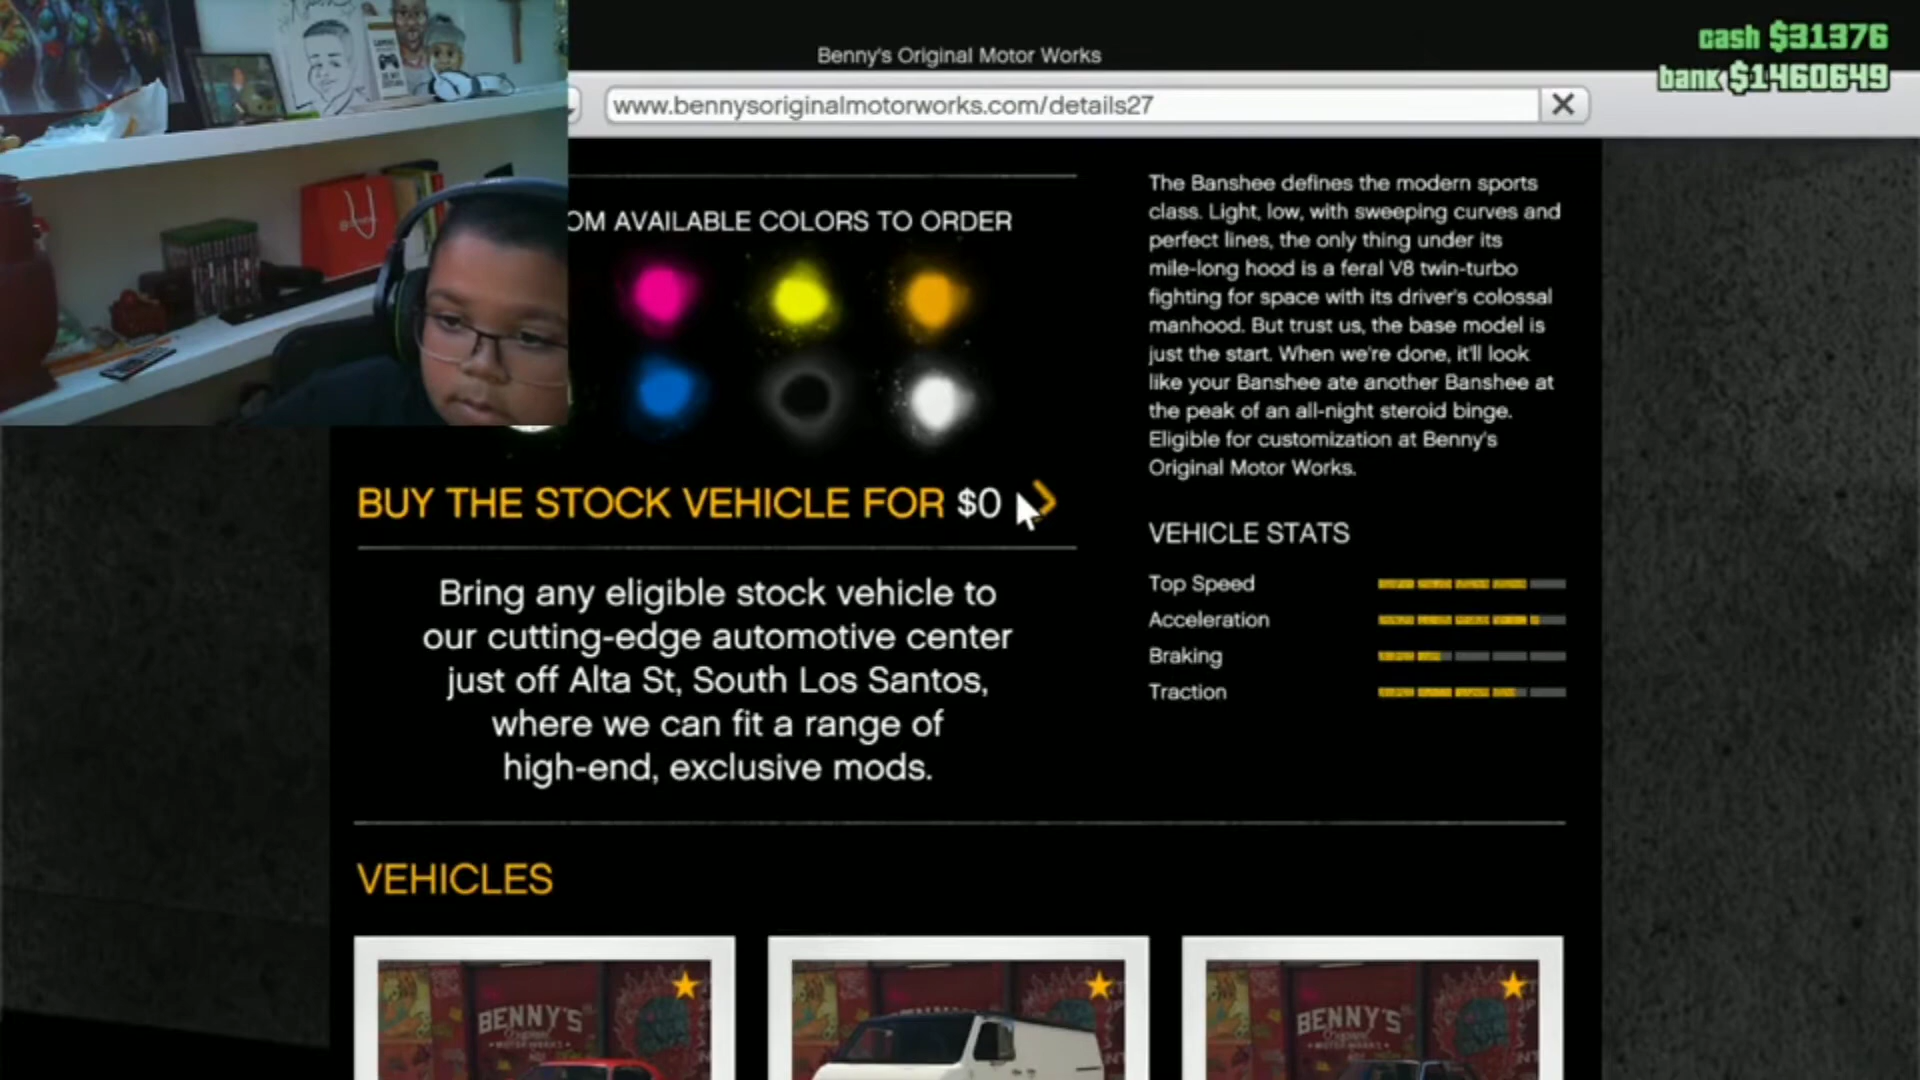 cash $31376
Benny's Original Motor Works
bank $1460649
www.bennysoriginalmotorworks.com/details27
OM AVAILABLE COLORS TO ORDER
BUY THE STOCK VEHICLE FOR $0
Bring any eligible stock vehicle to
our cutting-edge automotive center
just off Alta St, South Los Santos,
where we can fit a range of
high-end, exclusive mods.
The Banshee defines the modern sports
class. Light, low, with sweeping curves and
perfect lines, the only thing under its
mile-long hood is a feral V8 twin-turbo
fighting for space with its driver's colossal
manhood. But trust us, the base model is
just the start. When we're done, it'll look
like your Banshee ate another Banshee at
the peak of an all-night steroid binge.
Eligible for customization at Benny's
Original Motor Works.
VEHICLE STATS
Top Speed
Acceleration
Braking
Traction
VEHICLES
BENNY'S
Original
MOTOR WORKS
BENNY'S
Original
MOTOR WORKS